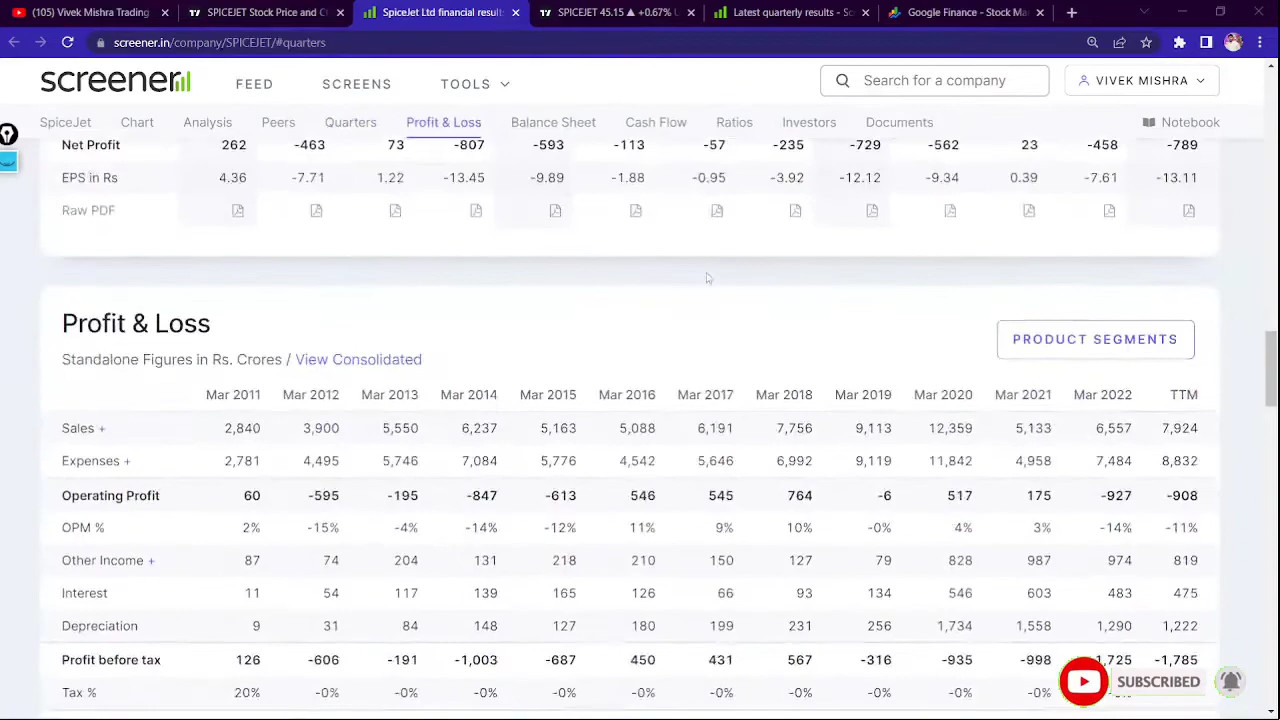 (5) Vivek Mishra Trading
SPICEJET Stock Price and C
SpiceJet Ltd financial results
SPICEJET 45.15 ▲ +0.67% U
Latest quarterly results - Sc
Google Finance - Stock Ma
screener.in/company/SPICEJET/#quarters
screener
FEED
SCREENS
TOOLS
Search for a company
VIVEK MISHRA
SpiceJet Chart Analysis Peers Quarters Profit & Loss Balance Sheet Cash Flow Ratios Investors Documents Notebook
Net Profit 262 -463 73 -807 -593 -113 -57 -235 -729 -562 23 -458 -789
EPS in Rs 4.36 -7.71 1.22 -13.45 -9.89 -1.88 -0.95 -3.92 -12.12 -9.34 0.39 -7.61 -13.11
Raw PDF
Profit & Loss
PRODUCT SEGMENTS
Standalone Figures in Rs. Crores / View Consolidated
Mar 2011 Mar 2012 Mar 2013 Mar 2014 Mar 2015 Mar 2016 Mar 2017 Mar 2018 Mar 2019 Mar 2020 Mar 2021 Mar 2022 TTM
Sales + 2,840 3,900 5,550 6,237 5,163 5,088 6,191 7,756 9,113 12,359 5,133 6,557 7,924
Expenses + 2,781 4,495 5,746 7,084 5,776 4,542 5,646 6,992 9,119 11,842 4,958 7,484 8,832
Operating Profit 60 -595 -195 -847 -613 546 545 764 -6 517 175 -927 -908
OPM % 2% -15% -4% -14% -12% 11% 9% 10% -0% 4% 3% -14% -11%
Other Income + 87 74 204 131 218 210 150 127 79 828 987 974 819
Interest 11 54 117 139 165 126 66 93 134 546 603 483 475
Depreciation 9 31 84 148 127 180 199 231 256 1,734 1,558 1,290 1,222
Profit before tax 126 -606 -191 -1,003 -687 450 431 567 -316 -935 -998 1,725 -1,785
Tax % 20% -0% -0% -0% -0% -0% -0% -0% -0% -0% -0%
SUBSCRIBED